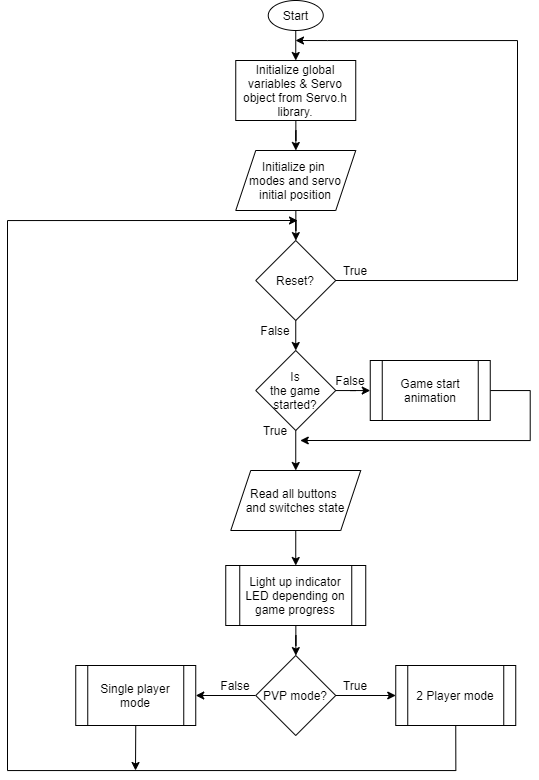 Start
Initialize global
variables & Servo
object from Servo.h
library.
Initialize pin
modes and servo
initial position
Reset?
True
False
Is
the game
started?
False
Game start
animation
True
Read all buttons
and switches state
Light up indicator
LED depending on
game progress
Single player
mode
False
PVP mode?
True
2 Player mode